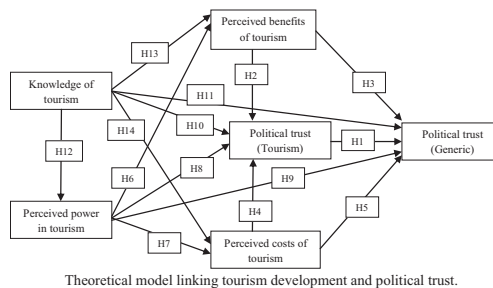 Perceived benefits
of tourism
H13
H2
H3
Knowledge of
tourism
H11
H10
H14
Political trust
(Tourism)
H1
Political trust
(Generic)
H12
H6
H8
H9
Perceived power
in tourism
H4
H5
H7
Perceived costs of
tourism
Theoretical model linking tourism development and political trust.